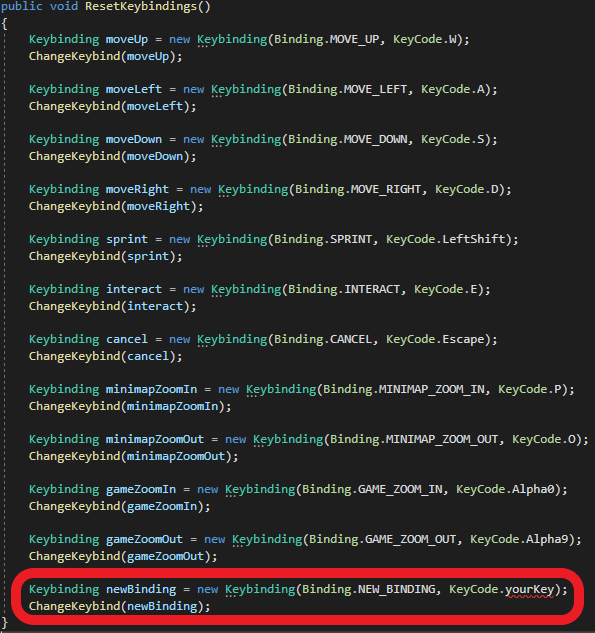 public void ResetKeybindings()
{
Keybinding moveUp = new Keybinding(Binding.MOVE_UP, KeyCode.W);
ChangeKeybind(moveUp);
Keybinding moveLeft = new Keybinding(Binding.MOVE_LEFT, KeyCode.A);
ChangeKeybind(moveLeft);
Keybinding moveDown = new Keybinding(Binding.MOVE_DOWN, KeyCode.S);
ChangeKeybind(moveDown);
Keybinding moveRight = new Keybinding(Binding.MOVE_RIGHT, KeyCode.D);
ChangeKeybind(moveRight);
Keybinding sprint = new Keybinding(Binding.SPRINT, KeyCode.LeftShift);
ChangeKeybind(sprint);
Keybinding interact = new Keybinding(Binding.INTERACT, KeyCode.E);
ChangeKeybind(interact);
Keybinding cancel = new Keybinding(Binding.CANCEL, KeyCode.Escape);
ChangeKeybind(cancel);
Keybinding minimapZoomIn = new Keybinding(Binding.MINIMAP_ZOOM_IN, KeyCode.P);
ChangeKeybind(minimapZoomIn);
Keybinding minimapZoomOut = new Keybinding(Binding.MINIMAP_ZOOM_OUT, KeyCode.O);
ChangeKeybind(minimapZoomOut);
Keybinding gameZoomIn = new Keybinding(Binding.GAME_ZOOM_IN, KeyCode.Alpha0);
ChangeKeybind(gameZoomIn);
Keybinding gameZoomOut = new Keybinding(Binding.GAME_ZOOM_OUT, KeyCode.Alpha9);
ChangeKeybind(gameZoomOut);
Keybinding newBinding = new Keybinding(Binding.NEW_BINDING, KeyCode.yourKey);
ChangeKeybind(newBinding);
}